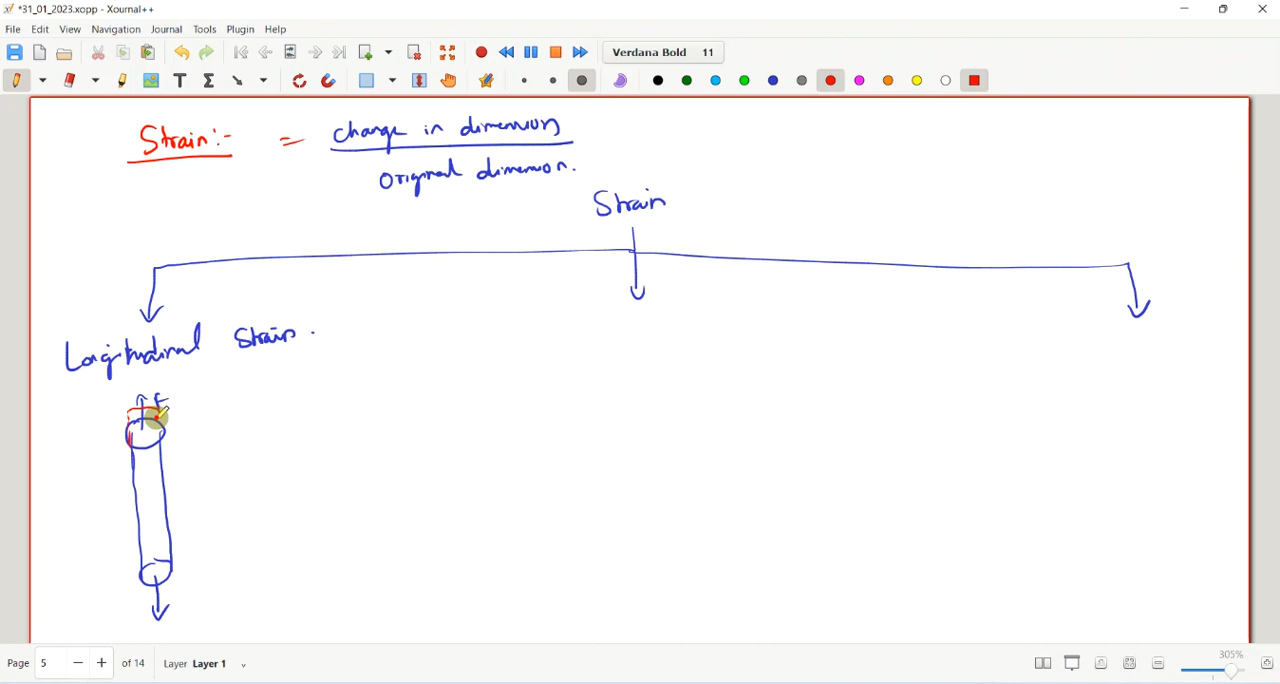 *31_01_2023.xopp - Xournal++
File Edit View Navigation Journal Tools Plugin Help
Verdana Bold 11
Strain :- = change in dimension
original dimension.
Strain
Longitudinal Strain.
F
Page 5 of 14 Layer Layer 1
305%